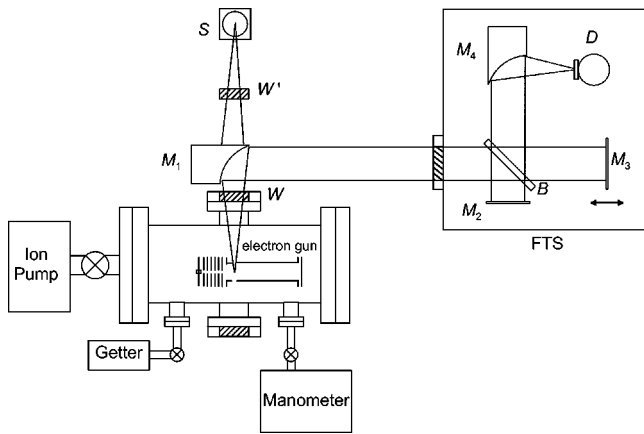 S
W'
M1
W
M4
D
M3
B
M2
FTS
electron gun
Ion
Pump
Getter
Manometer